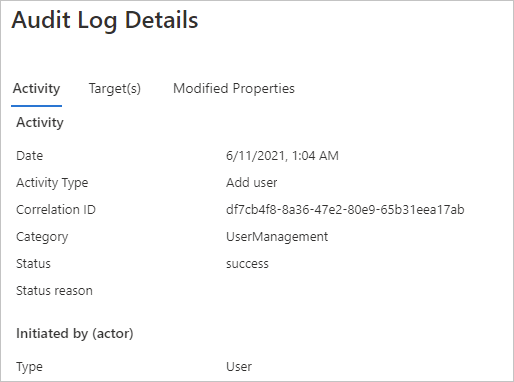 Audit Log Details
Activity Target(s) Modified Properties
Activity
Date 6/11/2021, 1:04 AM
Activity Type Add user
Correlation ID df7cb4f8-8a36-47e2-80e9-65b31eea17ab
Category UserManagement
Status success
Status reason
Initiated by (actor)
Type User